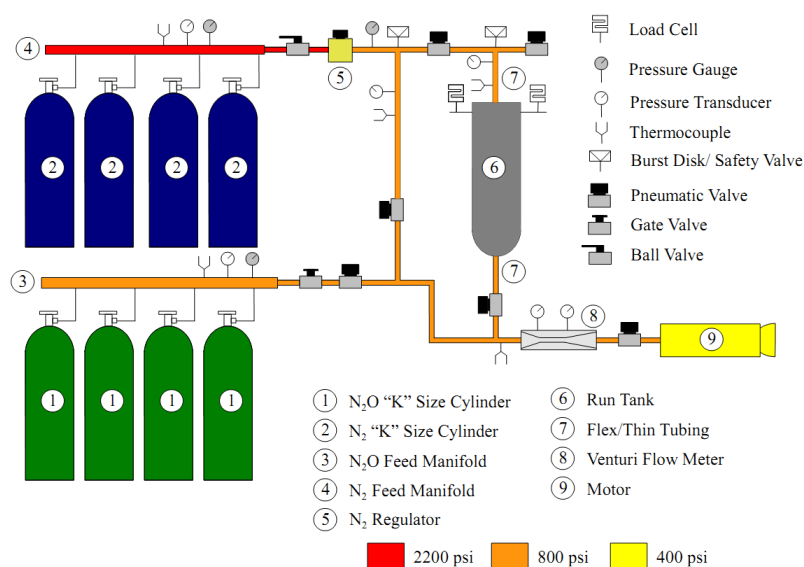 Load Cell
4
5
7
Pressure Gauge
Pressure Transducer
Thermocouple
2 2 2 2
6
Burst Disk/ Safety Valve
Pneumatic Valve
Gate Valve
Ball Valve
3
7
8
9
1 1 1 1
1 N₂O “K” Size Cylinder
2 N₂ “K” Size Cylinder
3 N₂O Feed Manifold
4 N₂ Feed Manifold
5 N₂ Regulator
6 Run Tank
7 Flex/Thin Tubing
8 Venturi Flow Meter
9 Motor
2200 psi 800 psi 400 psi